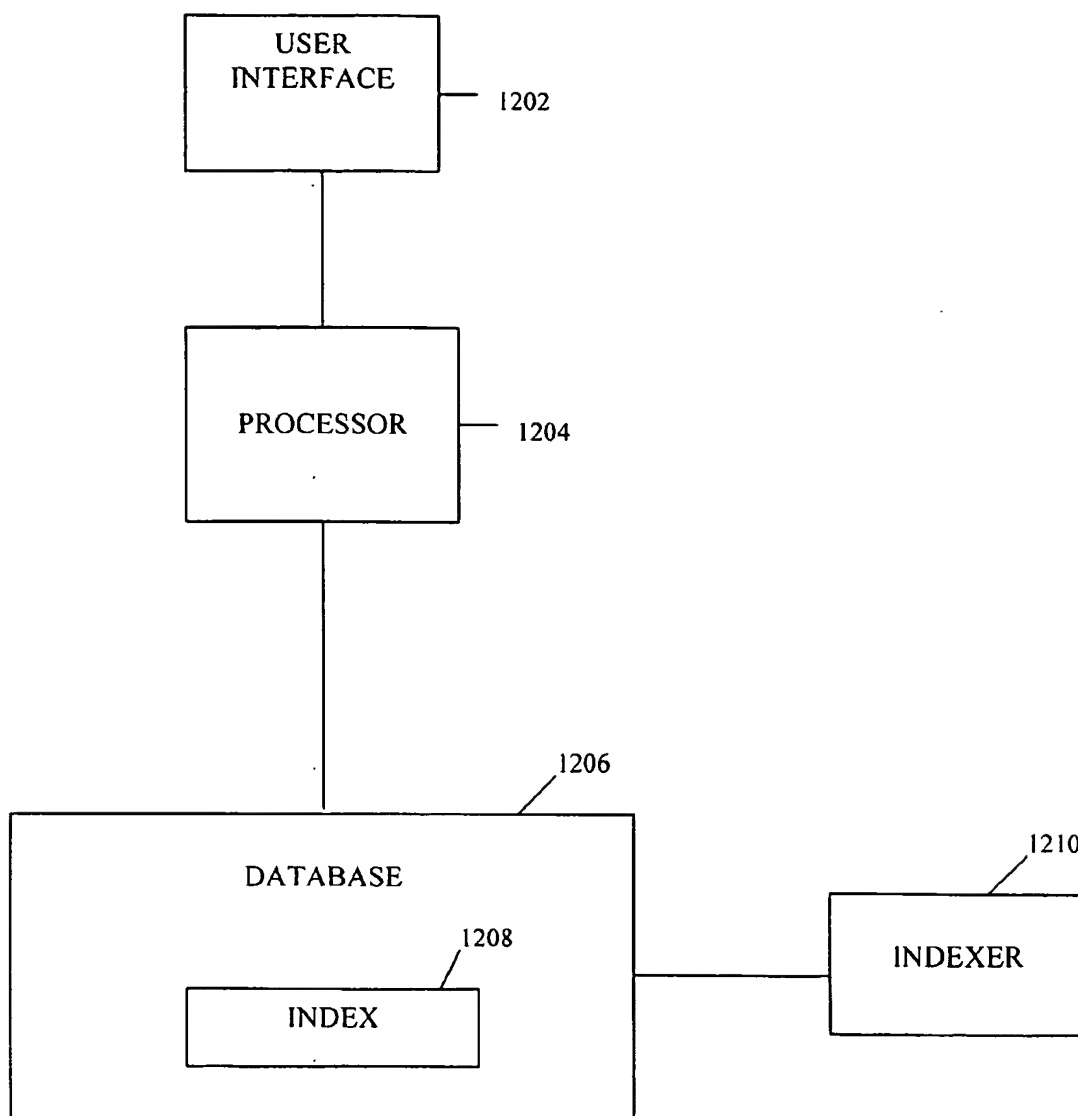 USER
INTERFACE
1202
PROCESSOR
1204
1206
DATABASE
1210
1208
INDEXER
INDEX